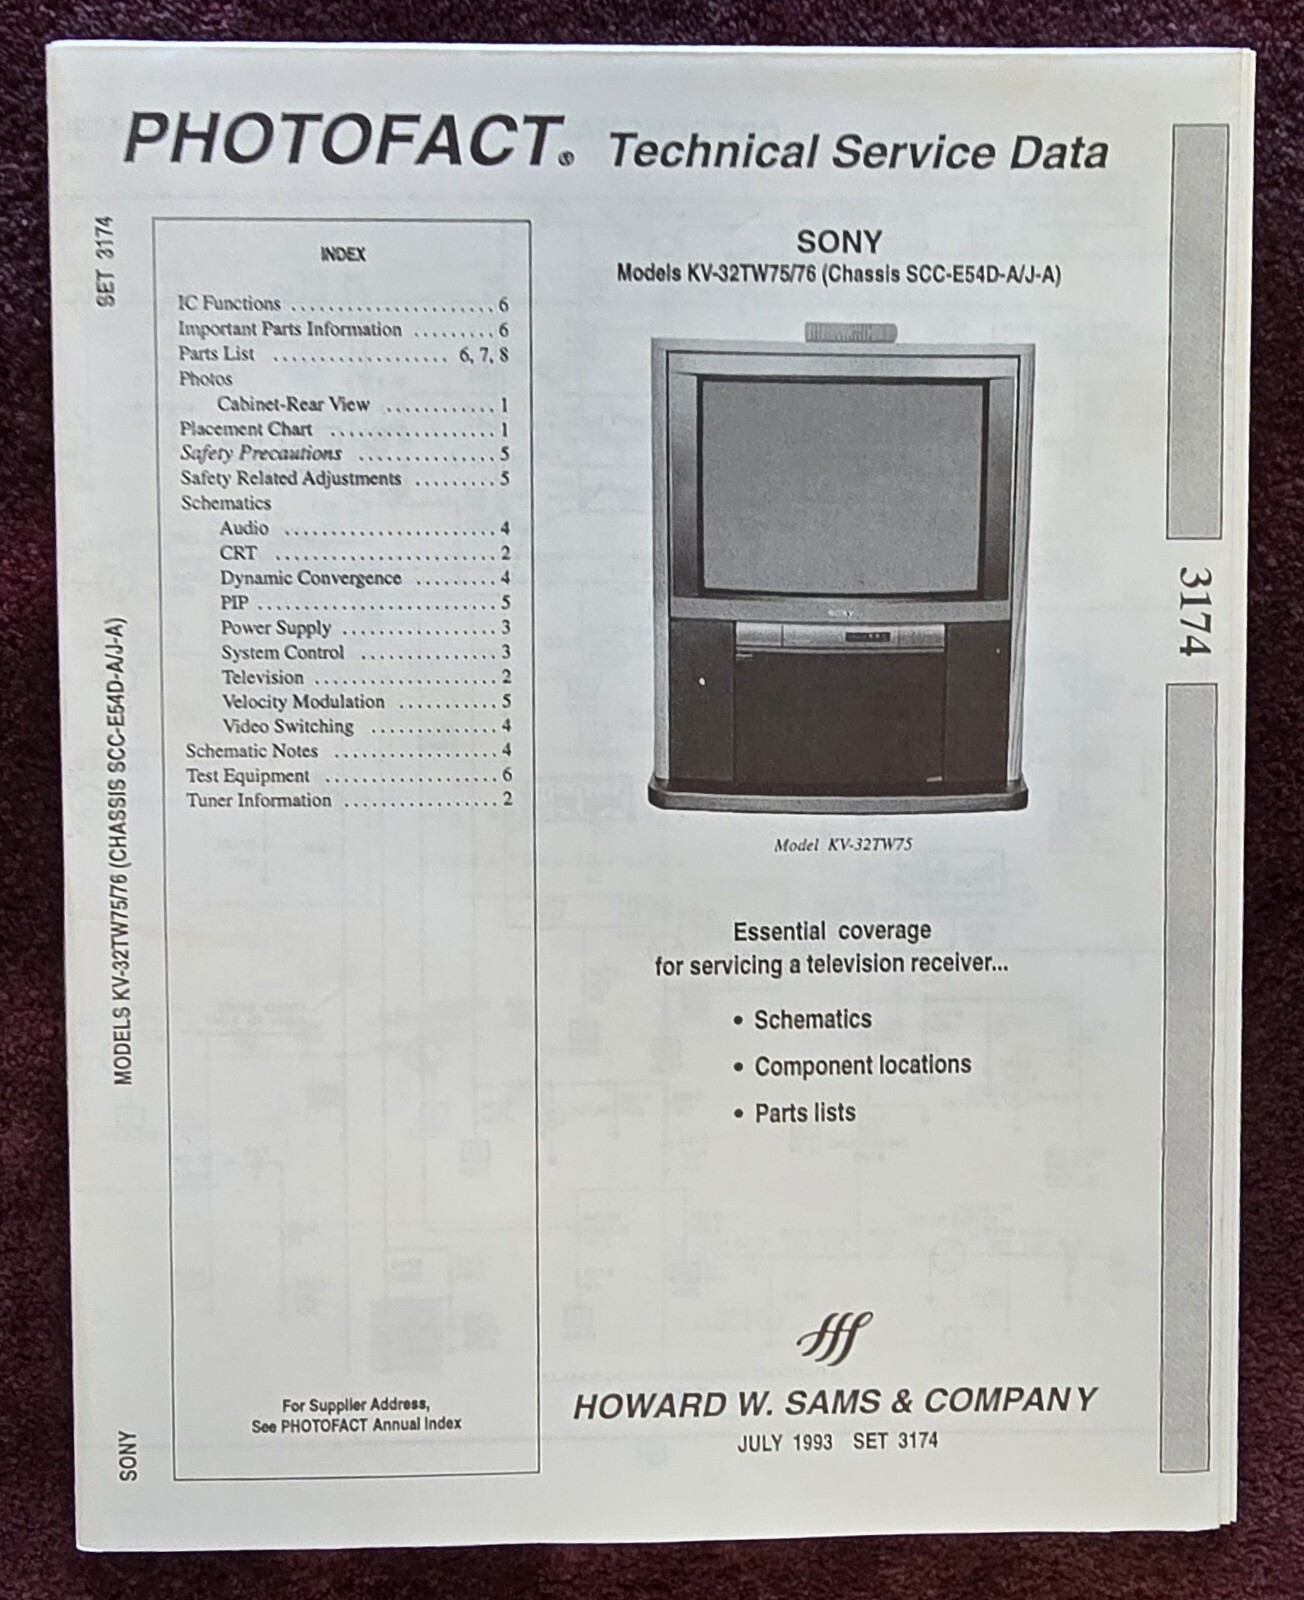 PHOTOFACT® Technical Service Data
SET 3174
MODELS KV-32TW75/76 (CHASSIS SCC-E54D-A/J-A)
SONY
INDEX
IC Functions ...................... 6
Important Parts Information ......... 6
Parts List ................... 6, 7, 8
Photos
Cabinet-Rear View ............ 1
Placement Chart .................. 1
Safety Precautions ............... 5
Safety Related Adjustments ......... 5
Schematics
Audio ....................... 4
CRT ........................ 2
Dynamic Convergence ......... 4
PIP .......................... 5
Power Supply ................. 3
System Control ............... 3
Television .................... 2
Velocity Modulation ........... 5
Video Switching .............. 4
Schematic Notes .................. 4
Test Equipment ................... 6
Tuner Information ................. 2
For Supplier Address,
See PHOTOFACT Annual Index
SONY
Models KV-32TW75/76 (Chassis SCC-E54D-A/J-A)
SONY
Model KV-32TW75
Essential coverage
for servicing a television receiver...
• Schematics
• Component locations
• Parts lists
HOWARD W. SAMS & COMPANY
JULY 1993 SET 3174
3174